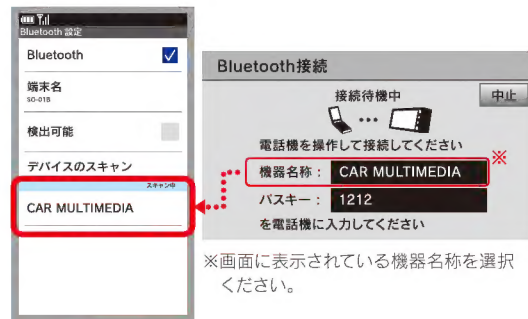 Bluetooth 設定
Bluetooth
端末名
SO-01B
検出可能
デバイスのスキャン
スキャン中
CAR MULTIMEDIA
Bluetooth接続
接続待機中
中止
電話機を操作して接続してください
機器名称： CAR MULTIMEDIA
※
パスキー： 1212
を電話機に入力してください
※画面に表示されている機器名称を選択
ください。